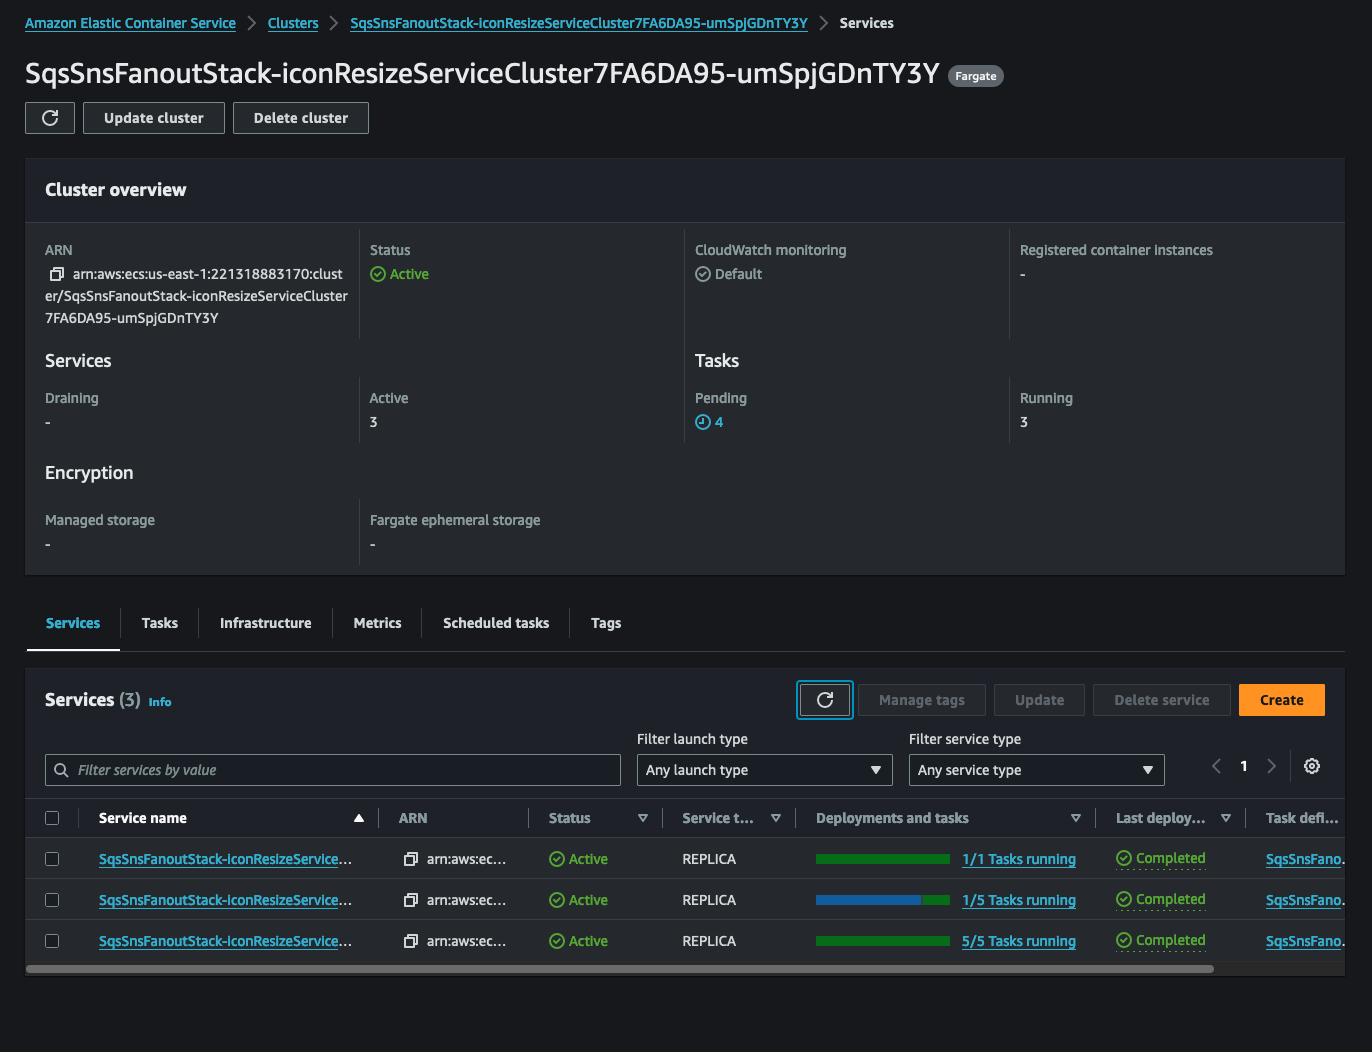 Amazon Elastic Container Service > Clusters > SqsSnsFanoutStack-iconResizeServiceCluster7FA6DA95-umSpjGDnTY3Y > Services
SqsSnsFanoutStack-iconResizeServiceCluster7FA6DA95-umSpjGDnTY3Y Fargate
Update cluster Delete cluster
Cluster overview
ARN
arn:aws:ecs:us-east-1:221318883170:clust
er/SqsSnsFanoutStack-iconResizeServiceCluster
7FA6DA95-umSpjGDnTY3Y
Status
Active
CloudWatch monitoring
Default
Registered container instances
-
Services
Draining
-
Active
3
Tasks
Pending
4
Running
3
Encryption
Managed storage
-
Fargate ephemeral storage
-
Services Tasks Infrastructure Metrics Scheduled tasks Tags
Services (3) Info
Manage tags Update Delete service Create
Filter launch type Filter service type
Filter services by value Any launch type Any service type 1
Service name ARN Status Service t... Deployments and tasks Last deploy... Task defi...
SqsSnsFanoutStack-iconResizeService... arn:aws:ec... Active REPLICA 1/1 Tasks running Completed SqsSnsFano.
SqsSnsFanoutStack-iconResizeService... arn:aws:ec... Active REPLICA 1/5 Tasks running Completed SqsSnsFano.
SqsSnsFanoutStack-iconResizeService... arn:aws:ec... Active REPLICA 5/5 Tasks running Completed SqsSnsFano.